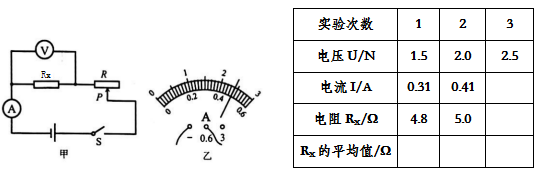 V
Rx
R
P
A
S
甲
0 1 2 3
0 0.2 0.4 0.6
A
- 0.6 3
乙
实验次数 1 2 3
电压 U/N 1.5 2.0 2.5
电流 I/A 0.31 0.41
电阻 RX/Ω 4.8 5.0
RX 的平均值/Ω